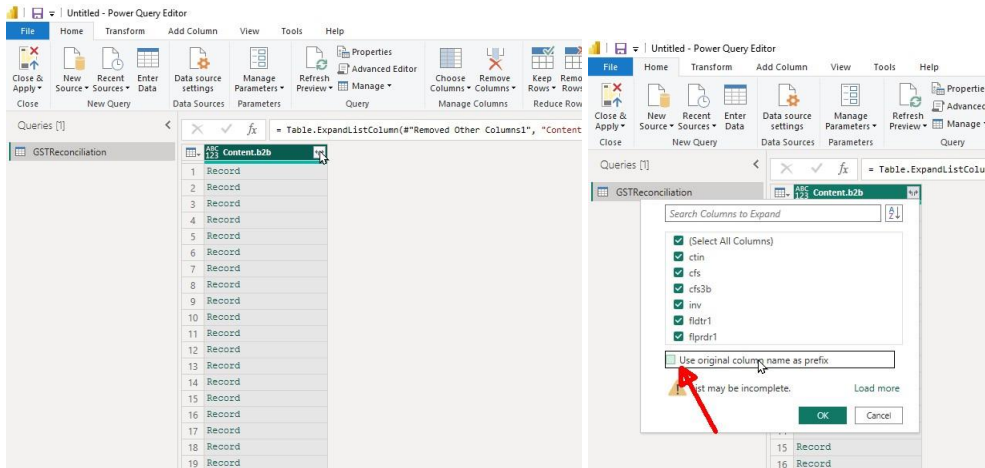 Untitled - Power Query Editor
File Home Transform Add Column View Tools Help
Close & Apply New Source Recent Sources Enter Data Data source settings Manage Parameters Refresh Preview Properties Advanced Editor Manage Choose Columns Remove Columns Keep Rows Remo Rows
Close New Query Data Sources Parameters Query Manage Columns Reduce Row
Queries [1]
fx = Table.ExpandListColumn(#"Removed Other Columns1", "Content
GSTReconciliation
ABC 123 Content.b2b
1 Record
2 Record
3 Record
4 Record
5 Record
6 Record
7 Record
8 Record
9 Record
10 Record
11 Record
12 Record
13 Record
14 Record
15 Record
16 Record
17 Record
18 Record
19 Record
Untitled - Power Query Editor
File Home Transform Add Column View Tools Help
Close & Apply New Source Recent Sources Enter Data Data source settings Manage Parameters Refresh Preview Propertie Advanced Manage
Close New Query Data Sources Parameters Query
Queries [1]
fx = Table.ExpandListColu
GSTReconciliation
ABC 123 Content.b2b
Search Columns to Expand
(Select All Columns)
ctin
cfs
cfs3b
inv
fldtr1
flprdr1
Use original column name as prefix
ist may be incomplete. Load more
OK Cancel
15 Record
16 Record